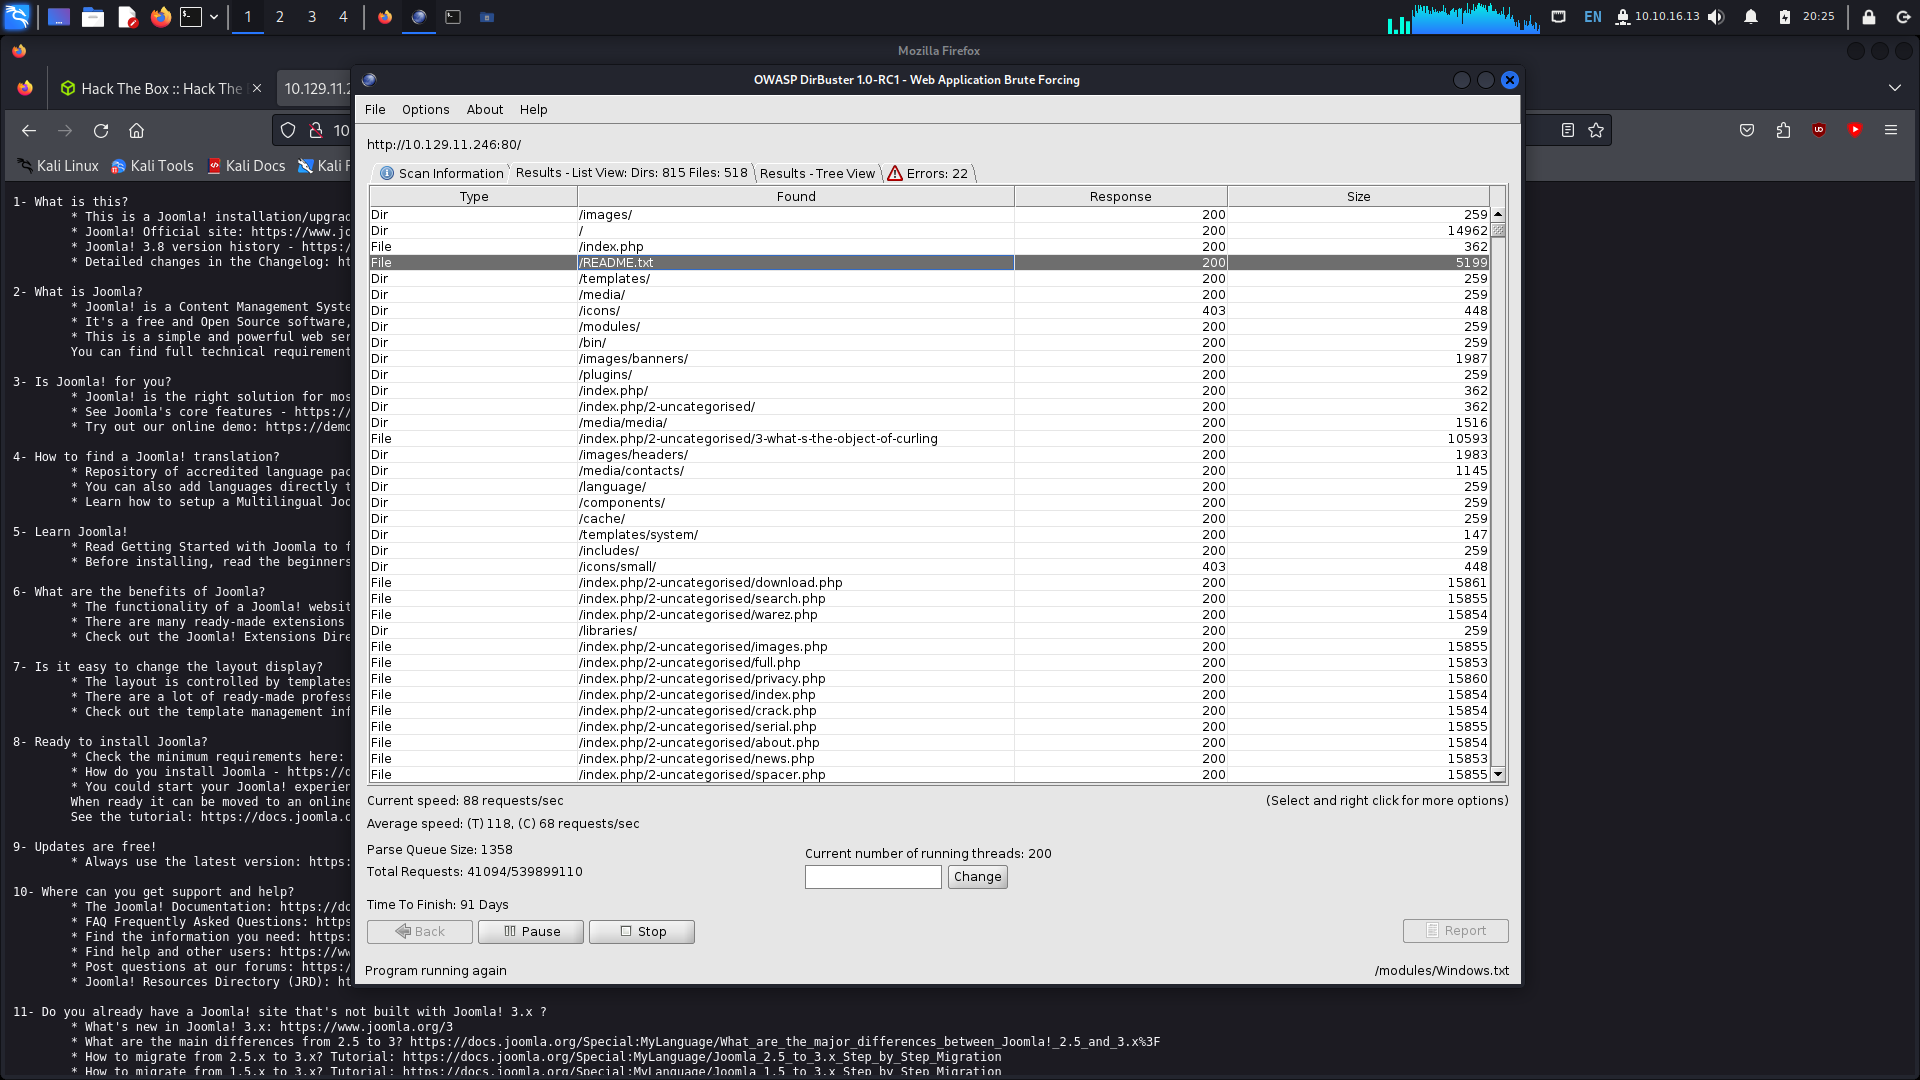 1 2 3 4 EN 10.10.16.13 20:25
Mozilla Firefox
Hack The Box :: Hack The
10.129.11.2
10
Kali Linux Kali Tools Kali Docs Kali F
OWASP DirBuster 1.0-RC1 - Web Application Brute Forcing
File Options About Help
http://10.129.11.246:80/
Scan Information Results - List View: Dirs: 815 Files: 518 Results - Tree View Errors: 22
Type Found Response Size
Dir /images/ 200 259
Dir / 200 14962
File /index.php 200 362
File /README.txt 200 5199
Dir /templates/ 200 259
Dir /media/ 200 259
Dir /icons/ 403 448
Dir /modules/ 200 259
Dir /bin/ 200 259
Dir /images/banners/ 200 1987
Dir /plugins/ 200 259
Dir /index.php/ 200 362
Dir /index.php/2-uncategorised/ 200 362
Dir /media/media/ 200 1516
File /index.php/2-uncategorised/3-what-s-the-object-of-curling 200 10593
Dir /images/headers/ 200 1983
Dir /media/contacts/ 200 1145
Dir /language/ 200 259
Dir /components/ 200 259
Dir /cache/ 200 259
Dir /templates/system/ 200 147
Dir /includes/ 200 259
Dir /icons/small/ 403 448
File /index.php/2-uncategorised/download.php 200 15861
File /index.php/2-uncategorised/search.php 200 15855
File /index.php/2-uncategorised/warez.php 200 15854
Dir /libraries/ 200 259
File /index.php/2-uncategorised/images.php 200 15855
File /index.php/2-uncategorised/full.php 200 15853
File /index.php/2-uncategorised/privacy.php 200 15860
File /index.php/2-uncategorised/index.php 200 15854
File /index.php/2-uncategorised/crack.php 200 15854
File /index.php/2-uncategorised/serial.php 200 15855
File /index.php/2-uncategorised/about.php 200 15854
File /index.php/2-uncategorised/news.php 200 15853
File /index.php/2-uncategorised/spacer.php 200 15855
Current speed: 88 requests/sec (Select and right click for more options)
Average speed: (T) 118, (C) 68 requests/sec
Parse Queue Size: 1358
Current number of running threads: 200
Total Requests: 41094/539899110
Change
Time To Finish: 91 Days
Back Pause Stop Report
Program running again /modules/Windows.txt
1- What is this?
* This is a Joomla! installation/upgrad
* Joomla! Official site: https://www.jo
* Joomla! 3.8 version history - https:/
* Detailed changes in the Changelog: ht
2- What is Joomla?
* Joomla! is a Content Management Syste
* It's a free and Open Source software,
* This is a simple and powerful web ser
You can find full technical requirement
3- Is Joomla! for you?
* Joomla! is the right solution for mos
* See Joomla's core features - https://
* Try out our online demo: https://demo
4- How to find a Joomla! translation?
* Repository of accredited language pac
* You can also add languages directly t
* Learn how to setup a Multilingual Joo
5- Learn Joomla!
* Read Getting Started with Joomla to f
* Before installing, read the beginners
6- What are the benefits of Joomla?
* The functionality of a Joomla! websit
* There are many ready-made extensions
* Check out the Joomla! Extensions Dire
7- Is it easy to change the layout display?
* The layout is controlled by templates
* There are a lot of ready-made profess
* Check out the template management inf
8- Ready to install Joomla?
* Check the minimum requirements here:
* How do you install Joomla - https://d
* You could start your Joomla! experien
When ready it can be moved to an online
See the tutorial: https://docs.joomla.o
9- Updates are free!
* Always use the latest version: https:
10- Where can you get support and help?
* The Joomla! Documentation: https://do
* FAQ Frequently Asked Questions: https
* Find the information you need: https:
* Find help and other users: https://ww
* Post questions at our forums: https:/
* Joomla! Resources Directory (JRD): ht
11- Do you already have a Joomla! site that's not built with Joomla! 3.x ?
* What's new in Joomla! 3.x: https://www.joomla.org/3
* What are the main differences from 2.5 to 3? https://docs.joomla.org/Special:MyLanguage/What_are_the_major_differences_between_Joomla!_2.5_and_3.x%3F
* How to migrate from 2.5.x to 3.x? Tutorial: https://docs.joomla.org/Special:MyLanguage/Joomla_2.5_to_3.x_Step_by_Step_Migration
* How to migrate from 1.5.x to 3.x? Tutorial: https://docs.joomla.org/Special:MyLanguage/Joomla_1.5_to_3.x_Step_by_Step_Migration